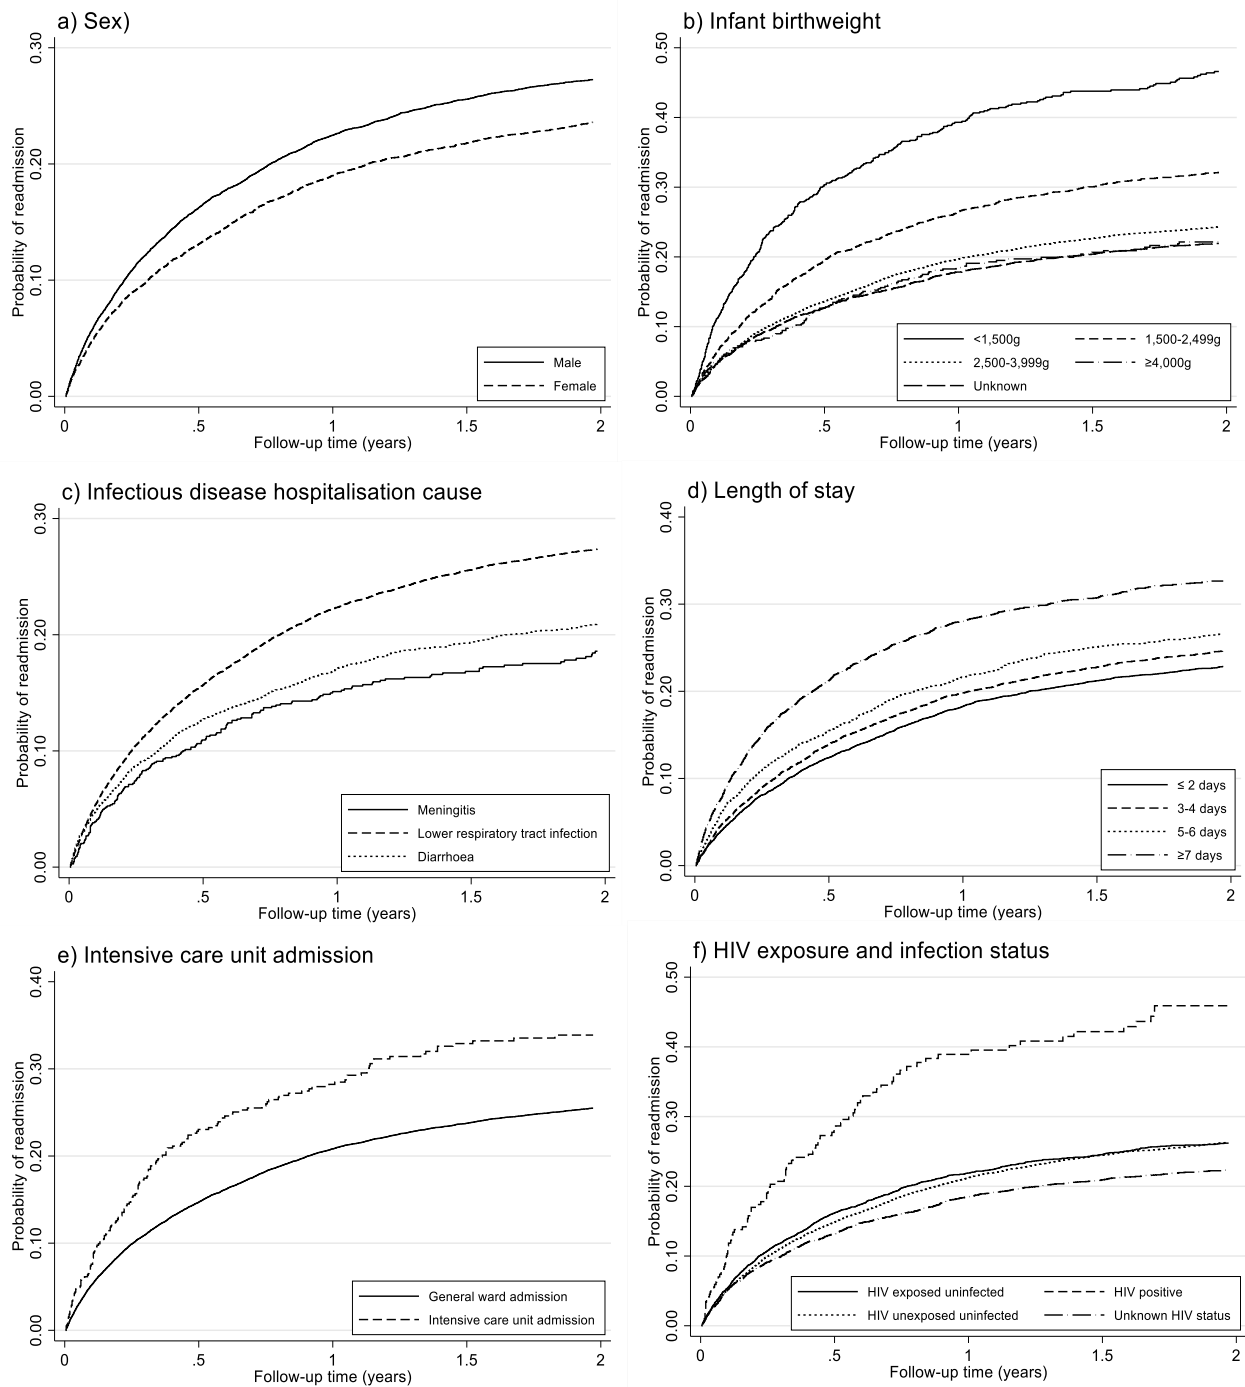 a) Sex)
Probability of readmission
0.30
0.20
0.10
0.00
0 .5 1 1.5 2
Follow-up time (years)
Male
Female
b) Infant birthweight
Probability of readmission
0.50
0.40
0.30
0.20
0.10
0.00
0 .5 1 1.5 2
Follow-up time (years)
<1,500g 1,500-2,499g
2,500-3,999g ≥4,000g
Unknown
c) Infectious disease hospitalisation cause
Probability of readmission
0.30
0.20
0.10
0.00
0 .5 1 1.5 2
Follow-up time (years)
Meningitis
Lower respiratory tract infection
Diarrhoea
d) Length of stay
Probability of readmission
0.40
0.30
0.20
0.10
0.00
0 .5 1 1.5 2
Follow-up time (years)
≤ 2 days
3-4 days
5-6 days
≥7 days
e) Intensive care unit admission
Probability of readmission
0.40
0.30
0.20
0.10
0.00
0 .5 1 1.5 2
Follow-up time (years)
General ward admission
Intensive care unit admission
f) HIV exposure and infection status
Probability of readmission
0.50
0.40
0.30
0.20
0.10
0.00
0 .5 1 1.5 2
Follow-up time (years)
HIV exposed uninfected HIV positive
HIV unexposed uninfected Unknown HIV status